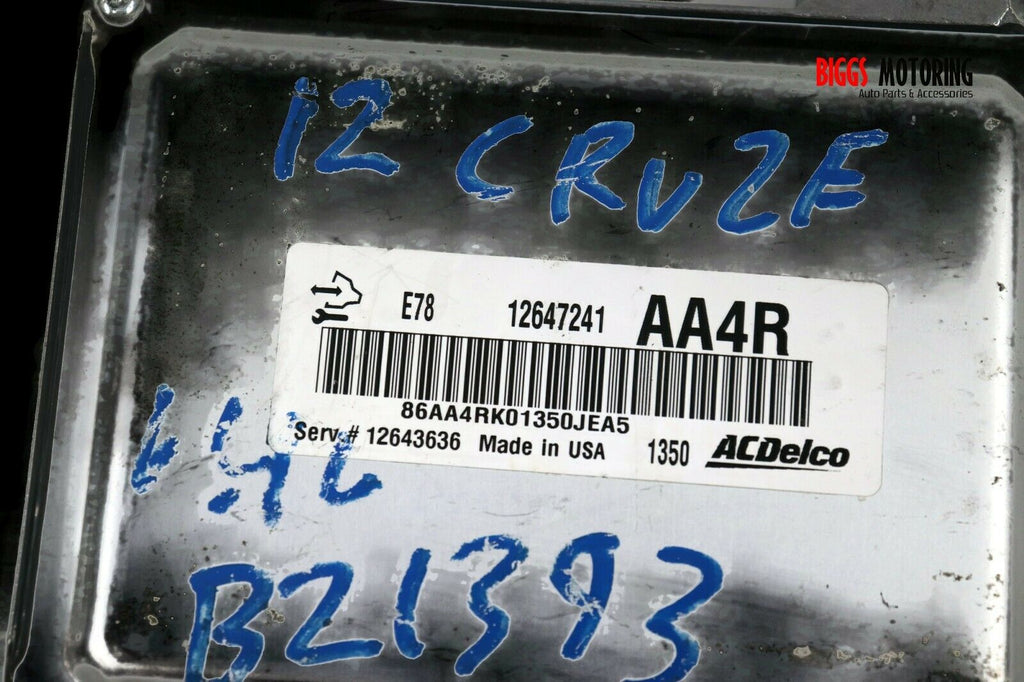 BIGGS MOTORING
Auto Parts & Accessories
12 CRUZE
E78 12647241 AA4R
86AA4RK01350JEA5
Serv # 12643636 Made in USA 1350 ACDelco
B21393